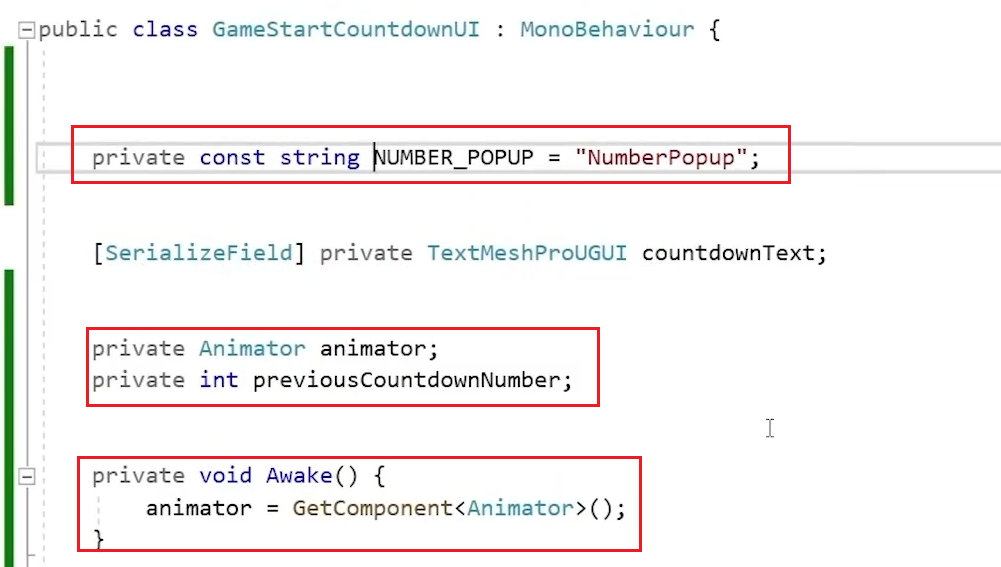 public class GameStartCountdownUI : MonoBehaviour {
private const string NUMBER_POPUP = "NumberPopup";
[SerializeField] private TextMeshProUGUI countdownText;
private Animator animator;
private int previousCountdownNumber;
private void Awake() {
animator = GetComponent<Animator>();
}